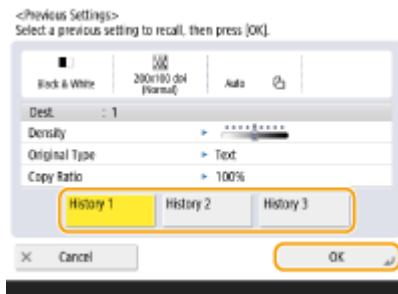 <Previous Settings>
Select a previous setting to recall, then press [OK].
Black & White
200x100 dpi
(Normal)
Auto
Dest. : 1
Density
Original Type ► Text
Copy Ratio ► 100%
History 1 History 2 History 3
× Cancel OK